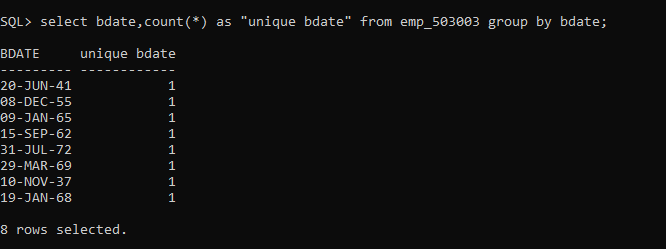 SQL> select bdate,count(*) as "unique bdate" from emp_503003 group by bdate;
BDATE     unique bdate
--------- ------------
20-JUN-41            1
08-DEC-55            1
09-JAN-65            1
15-SEP-62            1
31-JUL-72            1
29-MAR-69            1
10-NOV-37            1
19-JAN-68            1
8 rows selected.